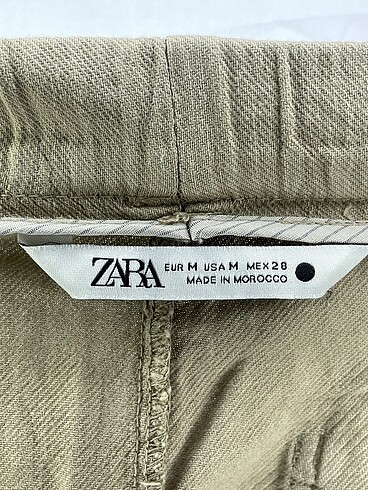 ZARA
EUR M USA M MEX 28
MADE IN MOROCCO